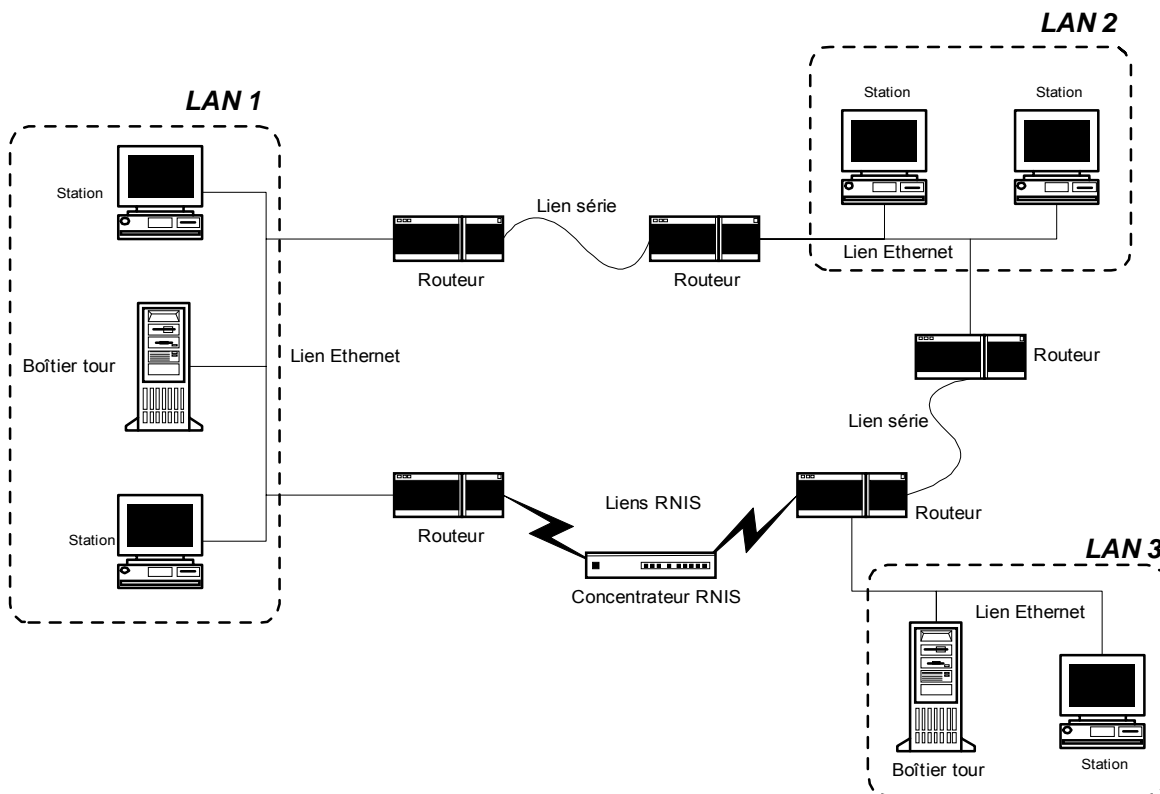 LAN 2
LAN 1
Station
Station
Station
Lien série
Lien Ethernet
Routeur
Routeur
Boîtier tour
Lien Ethernet
Routeur
Lien série
Station
Liens RNIS
Routeur
Routeur
LAN 3
Concentrateur RNIS
Lien Ethernet
Boîtier tour
Station